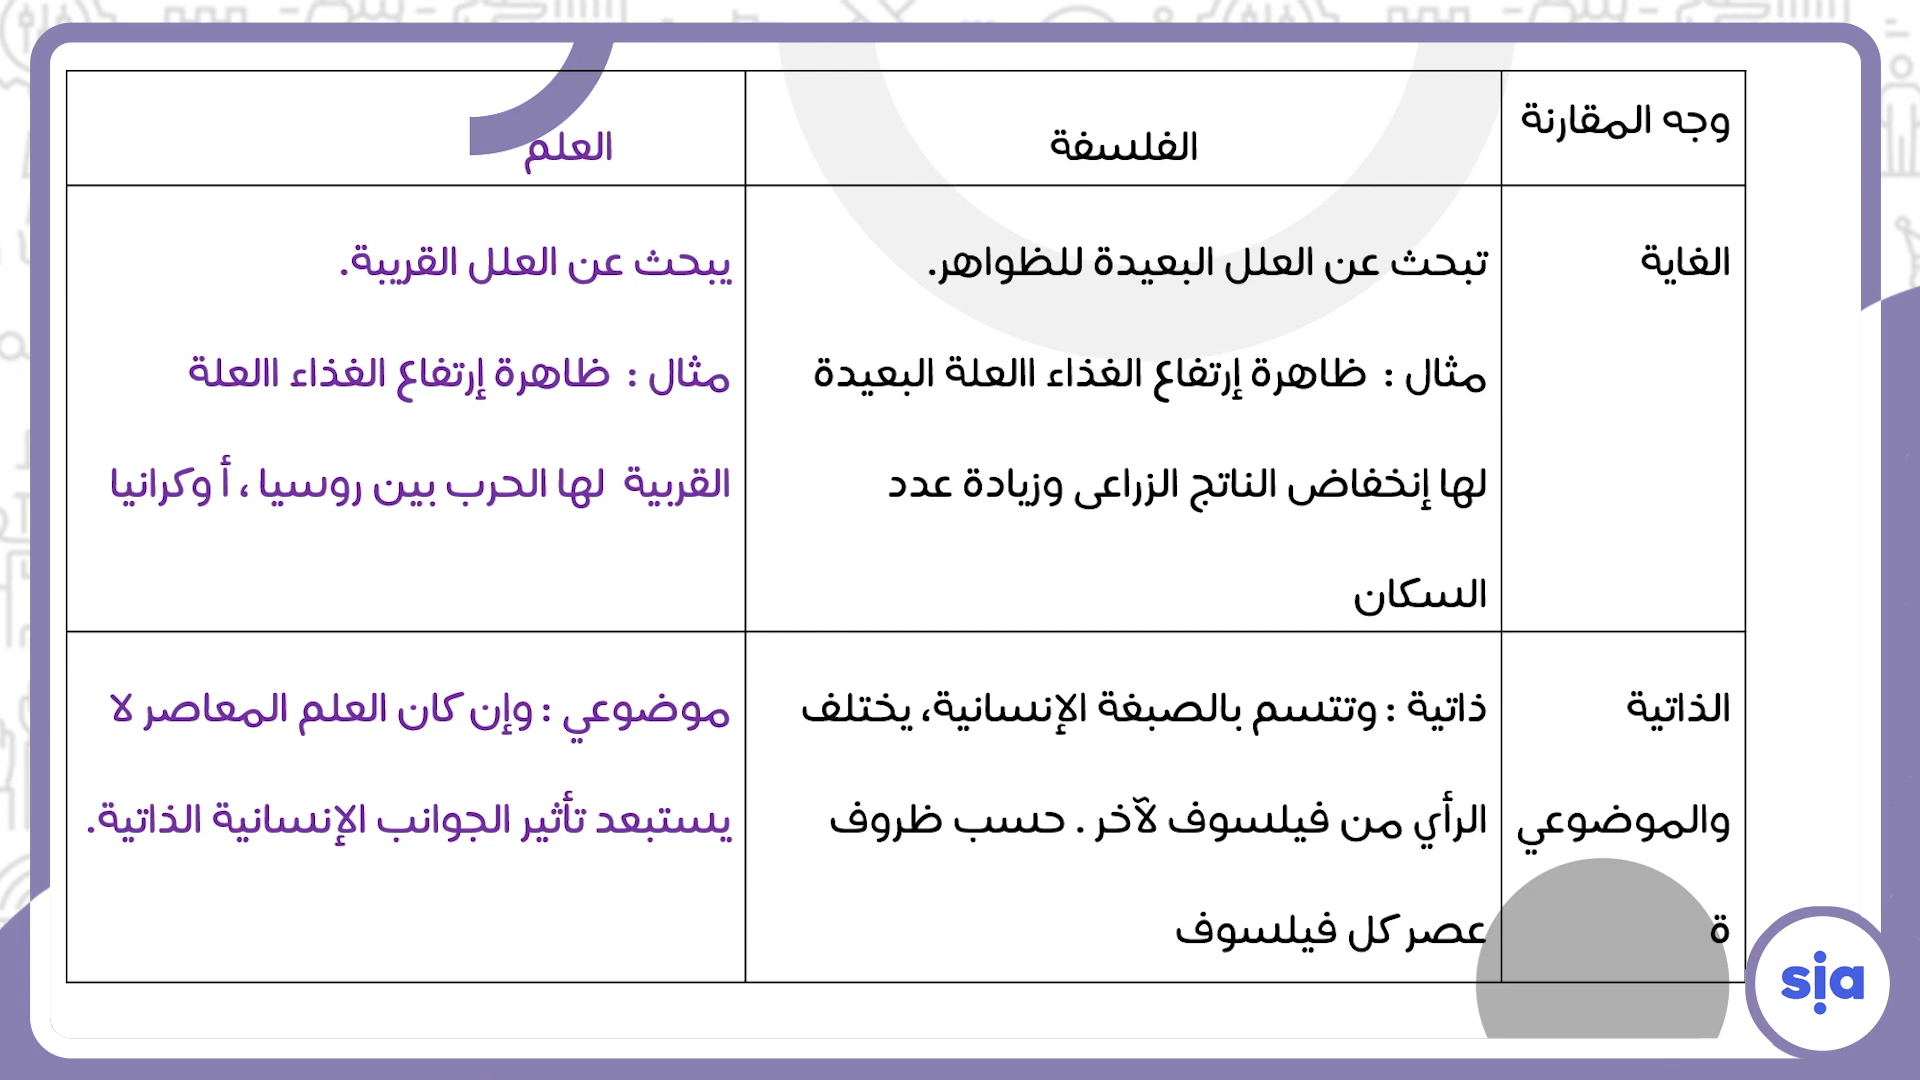 وجه المقارنة
الفلسفة
العلم
الغاية
تبحث عن العلل البعيدة للظواهر.
مثال : ظاهرة إرتفاع الغذاء االعلة البعيدة
لها إنخفاض الناتج الزراعى وزيادة عدد
السكان
يبحث عن العلل القريبة.
مثال : ظاهرة إرتفاع الغذاء االعلة
القريبة لها الحرب بين روسيا ، أ وكرانيا
الذاتية
والموضوعي
ة
ذاتية : وتتسم بالصبغة الإنسانية، يختلف
الرأي من فيلسوف لآخر . حسب ظروف
عصر كل فيلسوف
موضوعي : وإن كان العلم المعاصر لا
يستبعد تأثير الجوانب الإنسانية الذاتية.
sia